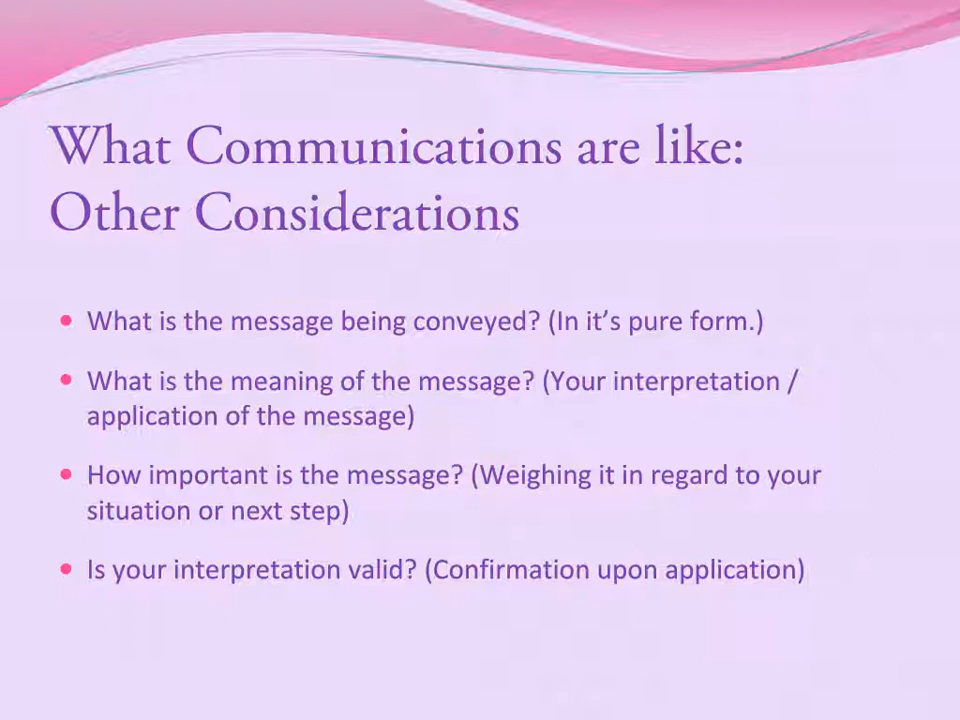 What Communications are like:
Other Considerations
• What is the message being conveyed? (In it’s pure form.)
• What is the meaning of the message? (Your interpretation /
application of the message)
• How important is the message? (Weighing it in regard to your
situation or next step)
• Is your interpretation valid? (Confirmation upon application)